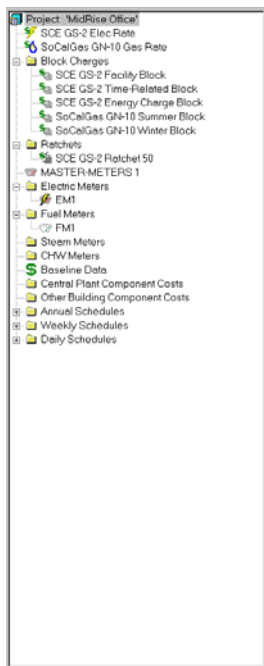 Project: 'MidRise Office'
SCE GS-2 Elec Rate
SoCalGas GN-10 Gas Rate
Block Charges
SCE GS-2 Facility Block
SCE GS-2 Time-Related Block
SCE GS-2 Energy Charge Block
SoCalGas GN-10 Summer Block
SoCalGas GN-10 Winter Block
Ratchets
SCE GS-2 Ratchet 50
MASTER-METERS 1
Electric Meters
EM1
Fuel Meters
FM1
Steam Meters
CHW Meters
Baseline Data
Central Plant Component Costs
Other Building Component Costs
Annual Schedules
Weekly Schedules
Daily Schedules